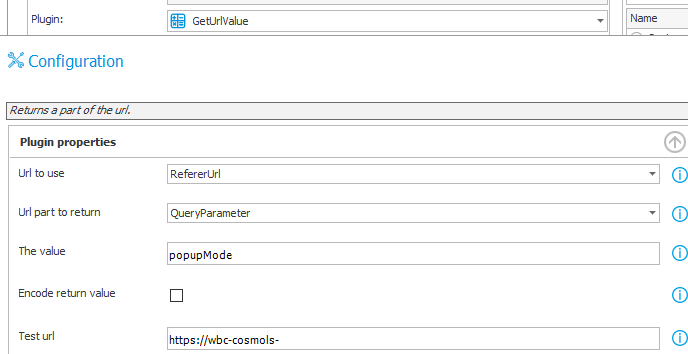 Plugin:
GetUrlValue
Name
Configuration
Returns a part of the url.
Plugin properties
Url to use
RefererUrl
Url part to return
QueryParameter
The value
popupMode
Encode return value
Test url
https://wbc-cosmols-